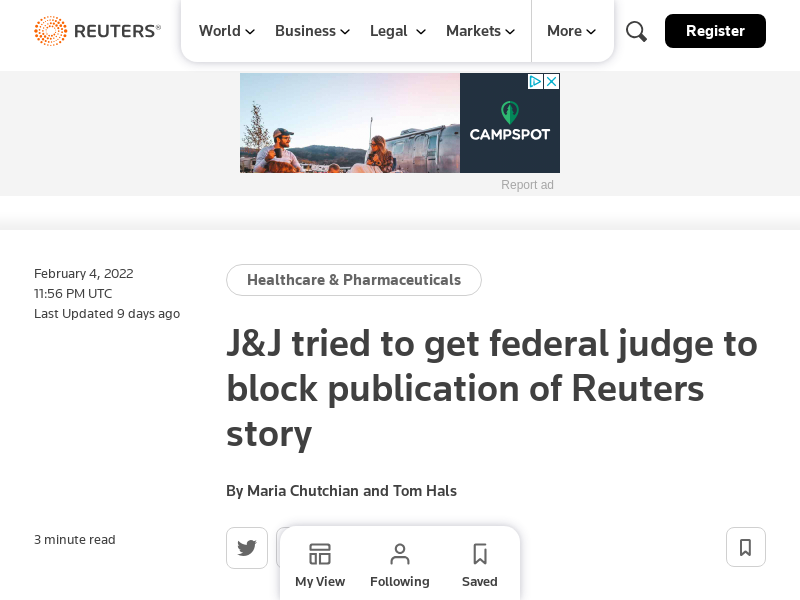 REUTERS®
World
Business
Legal
Markets
More
Register
CAMPSPOT
Report ad
February 4, 2022
11:56 PM UTC
Last Updated 9 days ago
Healthcare & Pharmaceuticals
J&J tried to get federal judge to
block publication of Reuters
story
By Maria Chutchian and Tom Hals
3 minute read
My View
Following
Saved